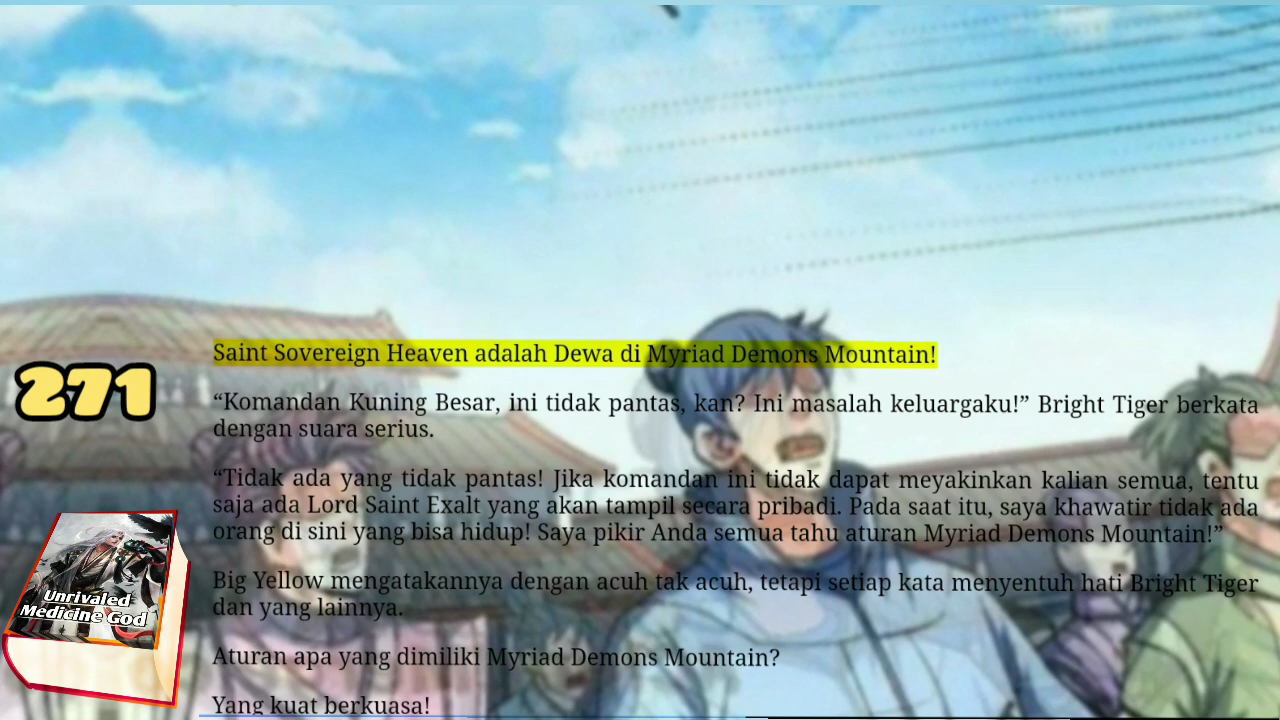 Saint Sovereign Heaven adalah Dewa di Myriad Demons Mountain!
271
“Komandan Kuning Besar, ini tidak pantas, kan? Ini masalah keluargaku!” Bright Tiger berkata
dengan suara serius.
“Tidak ada yang tidak pantas! Jika komandan ini tidak dapat meyakinkan kalian semua, tentu
saja ada Lord Saint Exalt yang akan tampil secara pribadi. Pada saat itu, saya khawatir tidak ada
orang di sini yang bisa hidup! Saya pikir Anda semua tahu aturan Myriad Demons Mountain!”
Big Yellow mengatakannya dengan acuh tak acuh, tetapi setiap kata menyentuh hati Bright Tiger
dan yang lainnya.
Unrivaled
Medicine God
Aturan apa yang dimiliki Myriad Demons Mountain?
Yang kuat berkuasa!